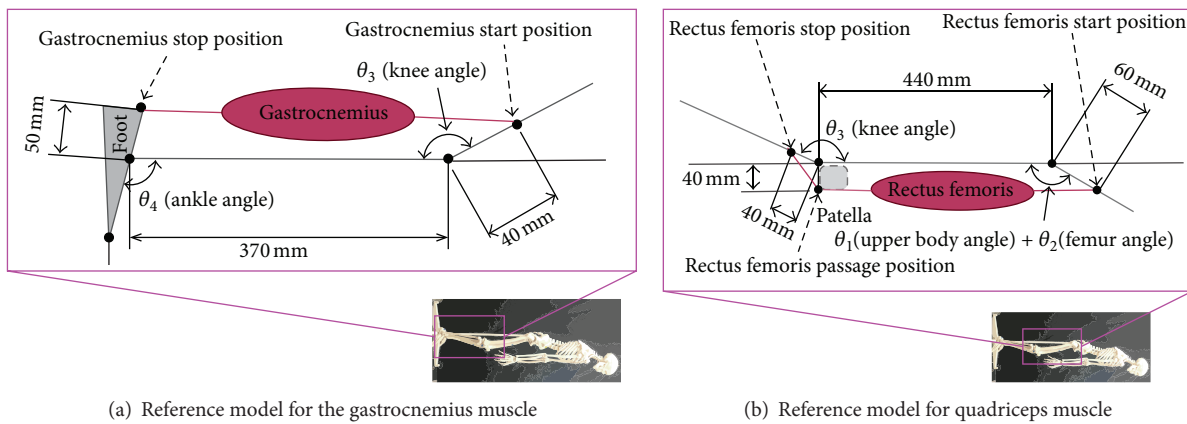 Gastrocnemius stop position
Gastrocnemius start position
θ3 (knee angle)
Gastrocnemius
50 mm
Foot
θ4 (ankle angle)
40 mm
370 mm
(a) Reference model for the gastrocnemius muscle
Rectus femoris stop position
Rectus femoris start position
440 mm
60 mm
θ3 (knee angle)
40 mm
Rectus femoris
40 mm
Patella
θ1(upper body angle) + θ2(femur angle)
Rectus femoris passage position
(b) Reference model for quadriceps muscle